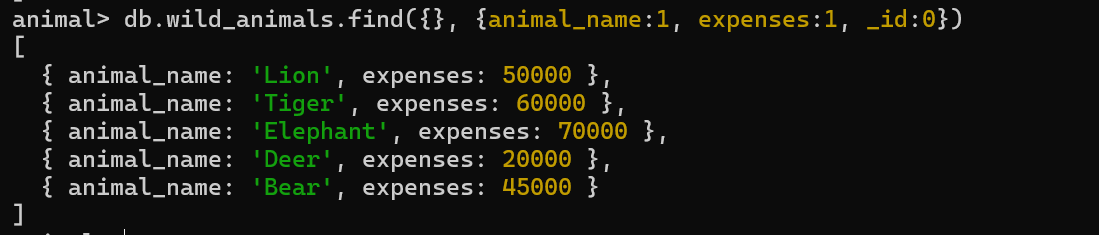 animal> db.wild_animals.find({}, {animal_name:1, expenses:1, _id:0})
[
  { animal_name: 'Lion', expenses: 50000 },
  { animal_name: 'Tiger', expenses: 60000 },
  { animal_name: 'Elephant', expenses: 70000 },
  { animal_name: 'Deer', expenses: 20000 },
  { animal_name: 'Bear', expenses: 45000 }
]